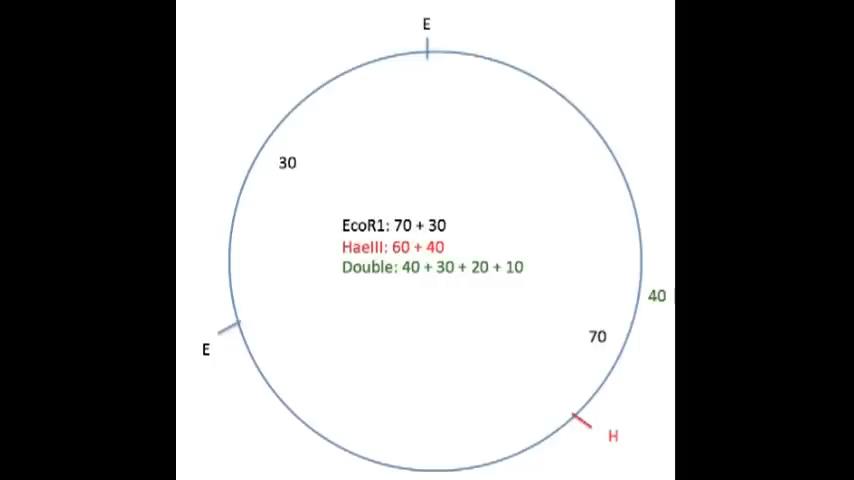 E
30
EcoR1: 70 + 30
HaeIII: 60 + 40
Double: 40 + 30 + 20 + 10
40
70
E
H